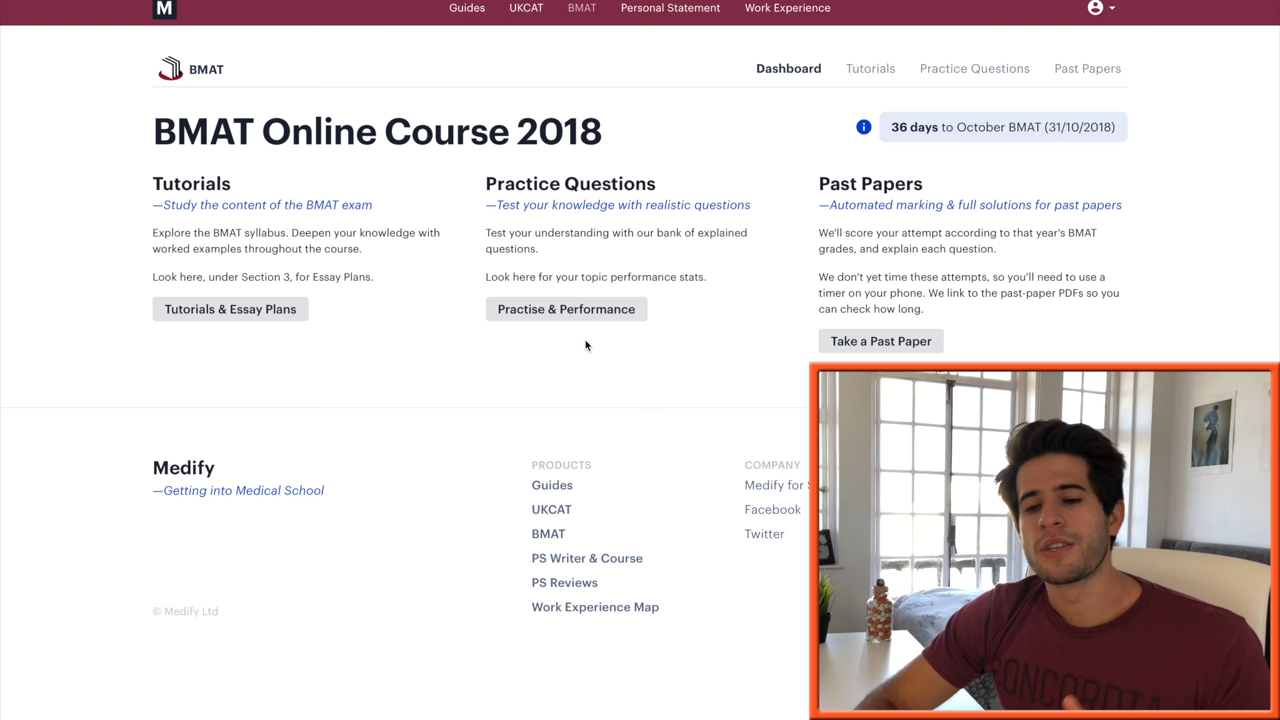 M
Guides
UKCAT
BMAT
Personal Statement
Work Experience
BMAT
Dashboard
Tutorials
Practice Questions
Past Papers
BMAT Online Course 2018
36 days to October BMAT (31/10/2018)
Tutorials
—Study the content of the BMAT exam
Explore the BMAT syllabus. Deepen your knowledge with
worked examples throughout the course.
Look here, under Section 3, for Essay Plans.
Tutorials & Essay Plans
Practice Questions
—Test your knowledge with realistic questions
Test your understanding with our bank of explained
questions.
Look here for your topic performance stats.
Practise & Performance
Past Papers
—Automated marking & full solutions for past papers
We'll score your attempt according to that year's BMAT
grades, and explain each question.
We don't yet time these attempts, so you'll need to use a
timer on your phone. We link to the past-paper PDFs so you
can check how long.
Take a Past Paper
Medify
—Getting into Medical School
© Medify Ltd
PRODUCTS
Guides
UKCAT
BMAT
PS Writer & Course
PS Reviews
Work Experience Map
COMPANY
Medify for
Facebook
Twitter
CONCORDIA